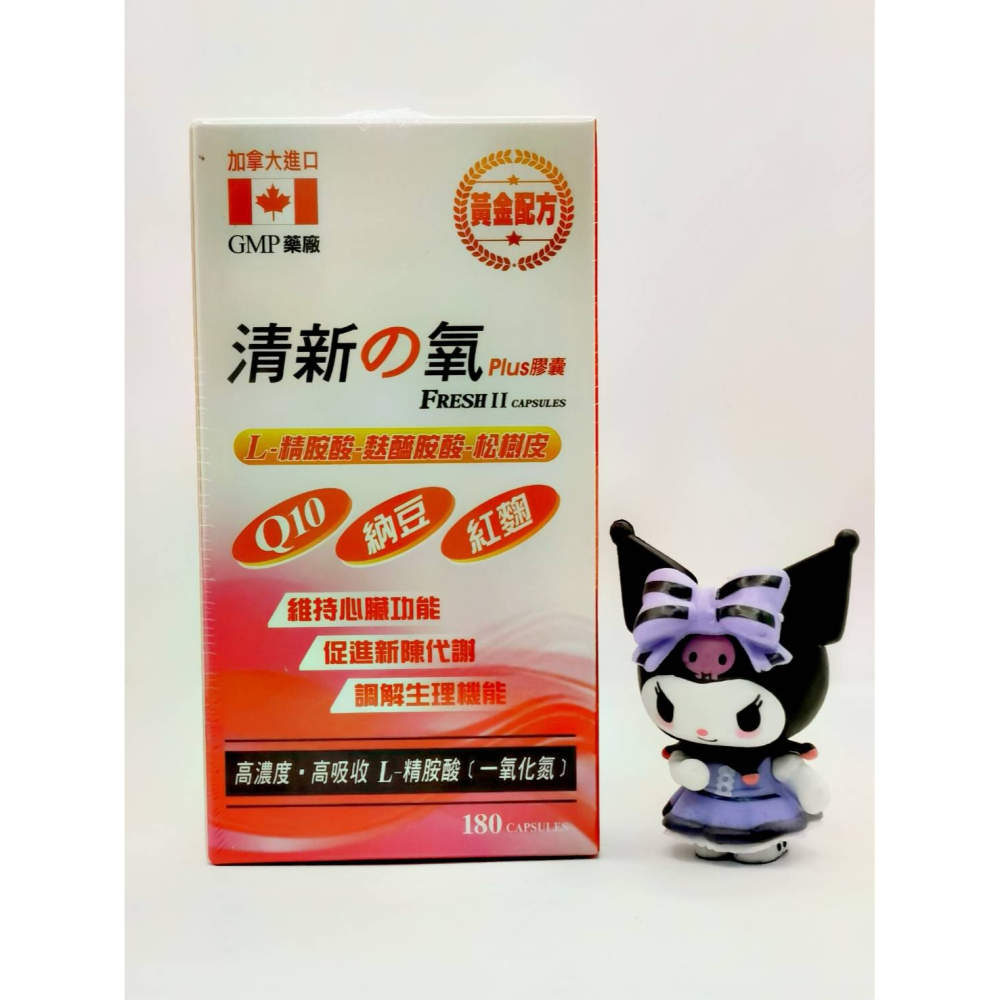 加拿大進口
GMP 藥廠
黃金配方
清新の氧 Plus膠囊
FRESH II CAPSULES
L-精胺酸-麩醯胺酸-松樹皮
Q10 納豆 紅麴
維持心臟功能
促進新陳代謝
調解生理機能
高濃度·高吸收 L-精胺酸(一氧化氮)
180 CAPSULES